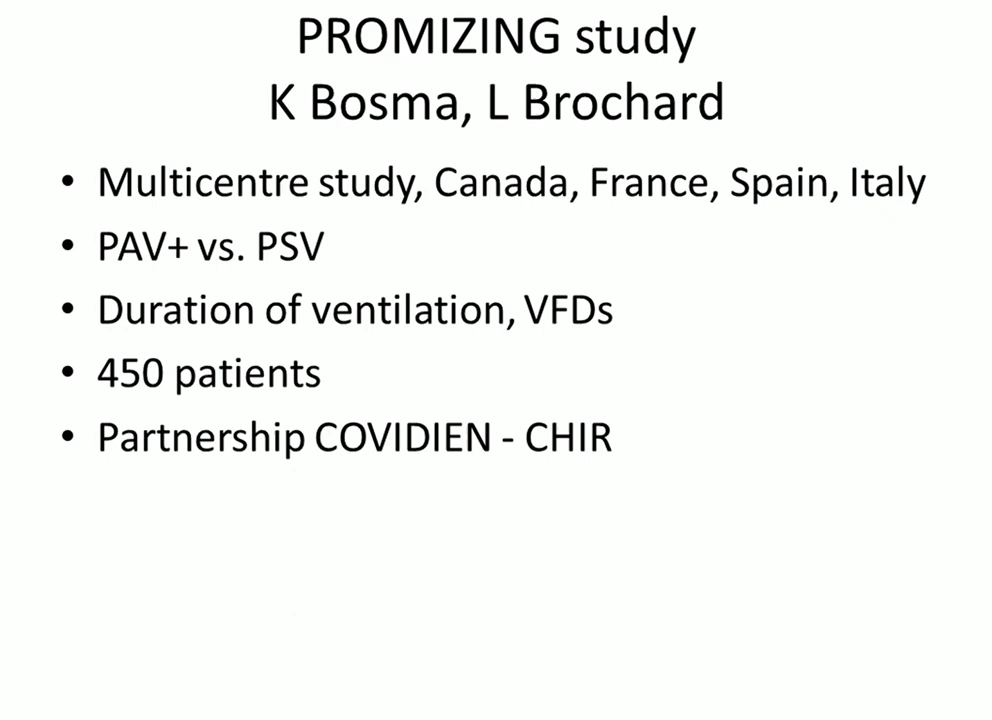 PROMIZING study
K Bosma, L Brochard
• Multicentre study, Canada, France, Spain, Italy
• PAV+ vs. PSV
• Duration of ventilation, VFDs
• 450 patients
• Partnership COVIDIEN - CHIR